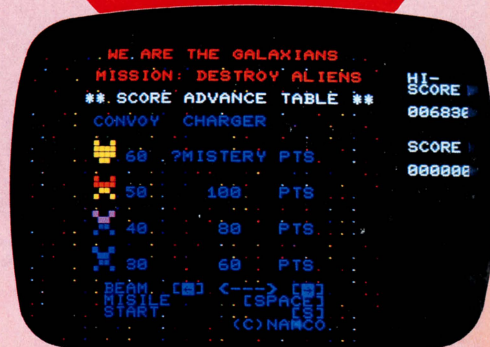 WE ARE THE GALAXIANS
MISSION: DESTROY ALIENS
** SCORE ADVANCE TABLE **
CONVOY CHARGER
60 ?MISTERY PTS.
50 100 PTS
40 80 PTS
30 60 PTS
BEAM [←] <---> [→]
MISILE [SPACE]
START [S]
(C)NAMCO
HI-
SCORE
006830
SCORE
000000